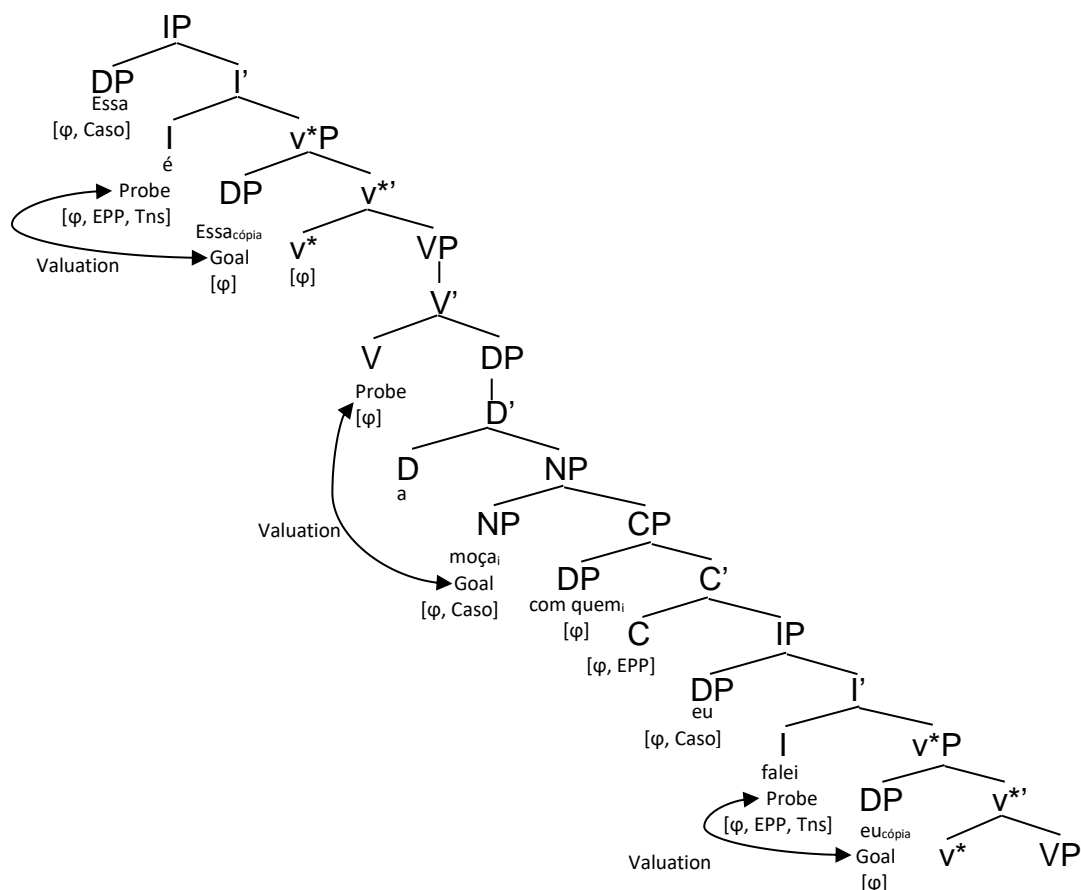 IP
DP I’
Essa
[φ, Caso]
I v*P
é
Probe DP v*’
[φ, EPP, Tns]
Essacópia v* VP
Valuation Goal [φ]
[φ]
V’
V DP
Probe
[φ] D’
D NP
a
NP CP
Valuation
moçai
Goal DP C’
[φ, Caso] com quemi
[φ] C IP
[φ, EPP]
DP I’
eu
[φ, Caso] I v*P
falei
Probe DP v*’
[φ, EPP, Tns]
eucópia v* VP
Valuation Goal
[φ]